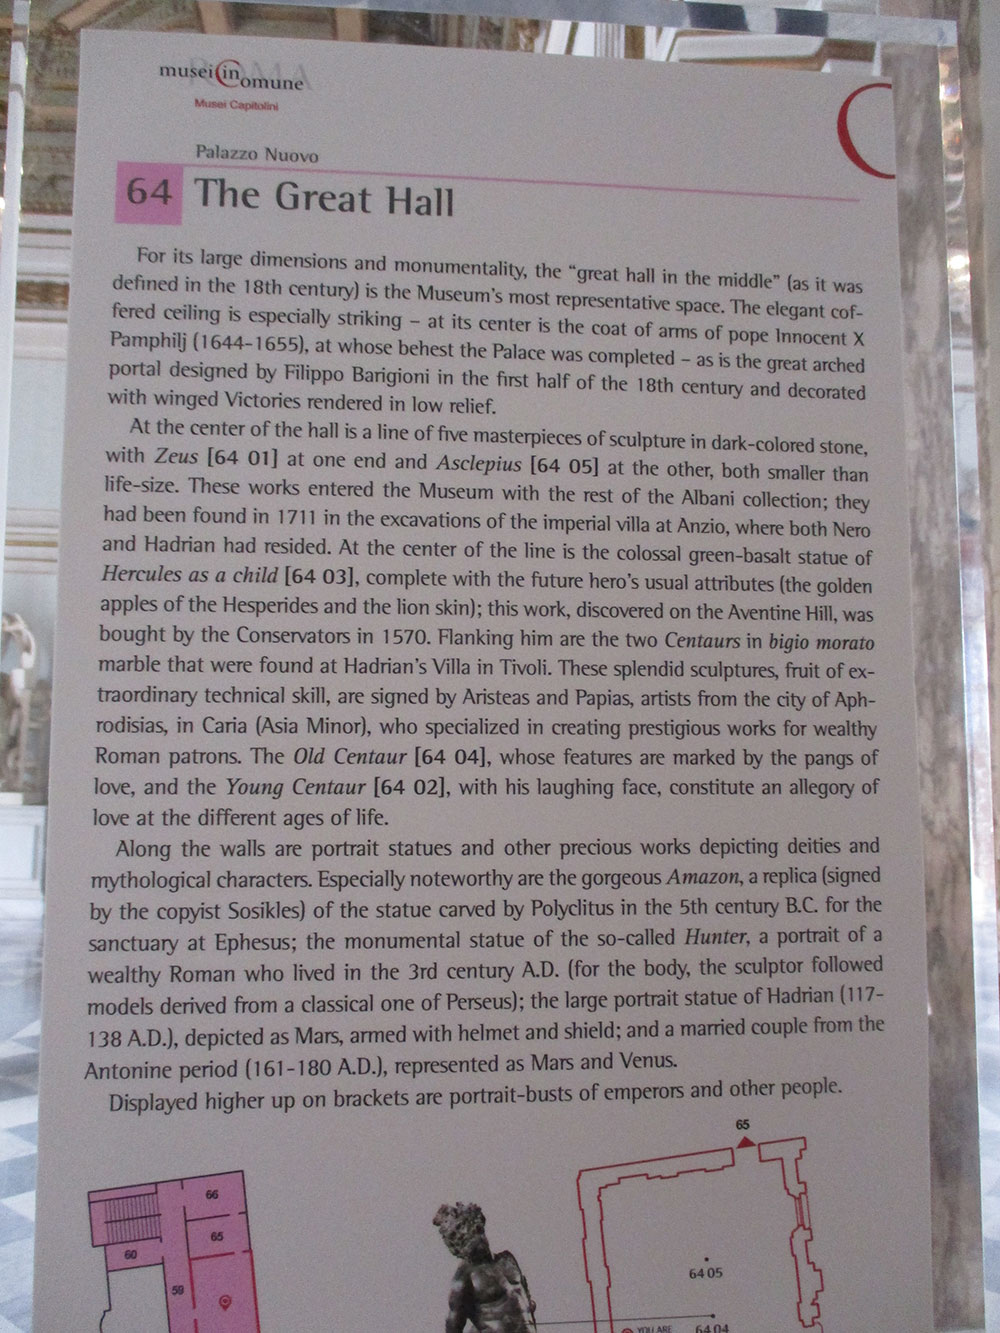 musei in comune
ROMA
Musei Capitolini
Palazzo Nuovo
64 The Great Hall
For its large dimensions and monumentality, the “great hall in the middle” (as it was
defined in the 18th century) is the Museum’s most representative space. The elegant cof-
fered ceiling is especially striking – at its center is the coat of arms of pope Innocent X
Pamphilj (1644-1655), at whose behest the Palace was completed – as is the great arched
portal designed by Filippo Barigioni in the first half of the 18th century and decorated
with winged Victories rendered in low relief.
At the center of the hall is a line of five masterpieces of sculpture in dark-colored stone,
with Zeus [64 01] at one end and Asclepius [64 05] at the other, both smaller than
life-size. These works entered the Museum with the rest of the Albani collection; they
had been found in 1711 in the excavations of the imperial villa at Anzio, where both Nero
and Hadrian had resided. At the center of the line is the colossal green-basalt statue of
Hercules as a child [64 03], complete with the future hero’s usual attributes (the golden
apples of the Hesperides and the lion skin); this work, discovered on the Aventine Hill, was
bought by the Conservators in 1570. Flanking him are the two Centaurs in bigio morato
marble that were found at Hadrian’s Villa in Tivoli. These splendid sculptures, fruit of ex-
traordinary technical skill, are signed by Aristeas and Papias, artists from the city of Aph-
rodisias, in Caria (Asia Minor), who specialized in creating prestigious works for wealthy
Roman patrons. The Old Centaur [64 04], whose features are marked by the pangs of
love, and the Young Centaur [64 02], with his laughing face, constitute an allegory of
love at the different ages of life.
Along the walls are portrait statues and other precious works depicting deities and
mythological characters. Especially noteworthy are the gorgeous Amazon, a replica (signed
by the copyist Sosikles) of the statue carved by Polyclitus in the 5th century B.C. for the
sanctuary at Ephesus; the monumental statue of the so-called Hunter, a portrait of a
wealthy Roman who lived in the 3rd century A.D. (for the body, the sculptor followed
models derived from a classical one of Perseus); the large portrait statue of Hadrian (117-
138 A.D.), depicted as Mars, armed with helmet and shield; and a married couple from the
Antonine period (161-180 A.D.), represented as Mars and Venus.
Displayed higher up on brackets are portrait-busts of emperors and other people.
65
66
65
60
59
64 05
YOU ARE
64 04